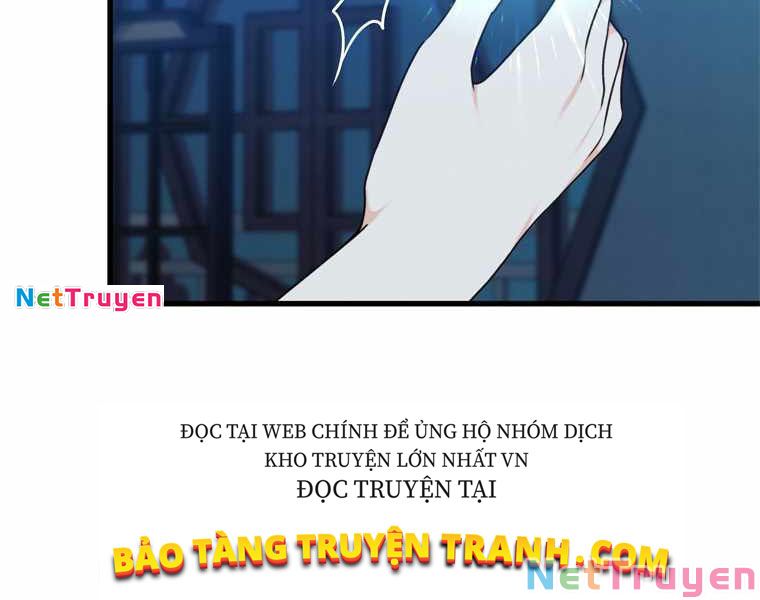 NetTruyen
ĐỌC TẠI WEB CHÍNH ĐỂ ỦNG HỘ NHÓM DỊCH
KHO TRUYỆN LỚN NHẤT VN
ĐỌC TRUYỆN TẠI
BẢO TÀNG TRUYỆN TRANH.COM
NetTruyen